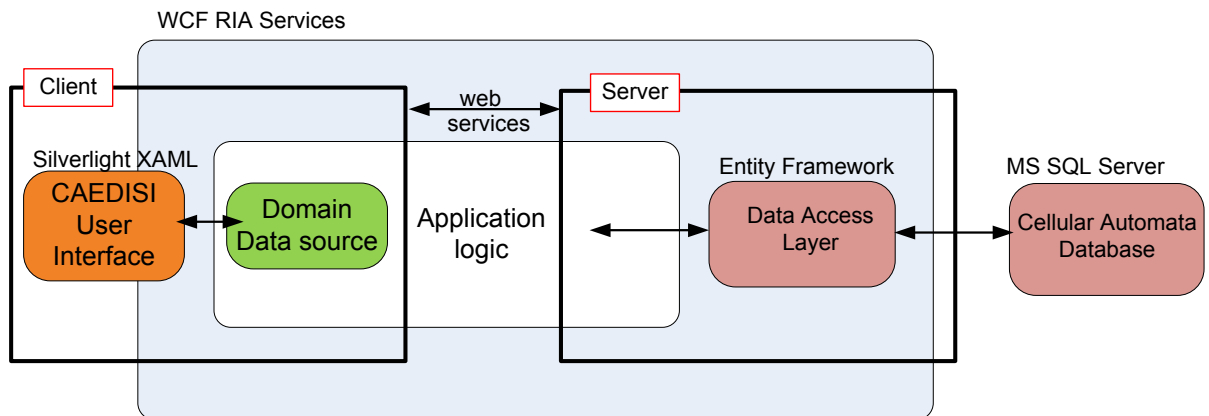 WCF RIA Services
Client
web
services
Server
Silverlight XAML
CAEDISI
User
Interface
Domain
Data source
Application
logic
Entity Framework
Data Access
Layer
MS SQL Server
Cellular Automata
Database